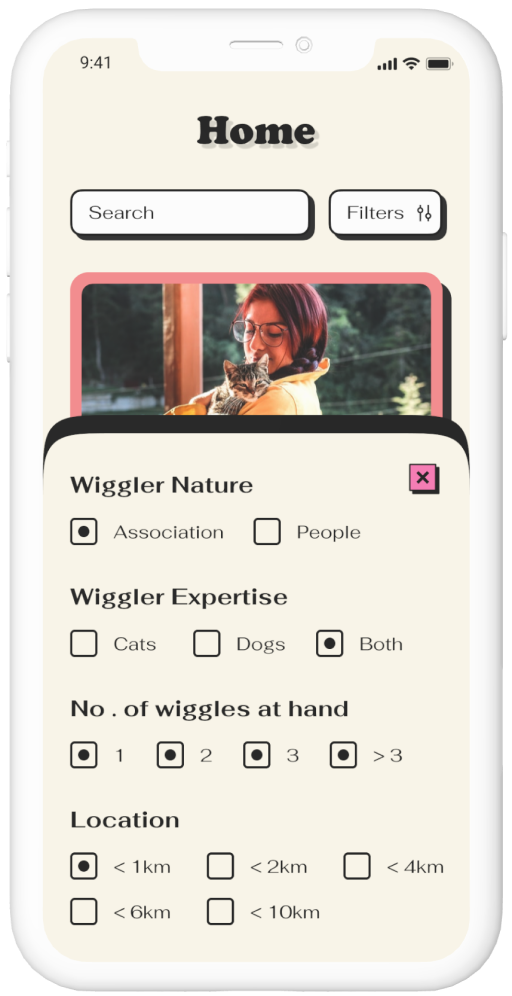 9:41
Home
Search
Filters
Wiggler Nature
Association People
Wiggler Expertise
Cats Dogs Both
No . of wiggles at hand
1 2 3 > 3
Location
< 1km < 2km < 4km
< 6km < 10km